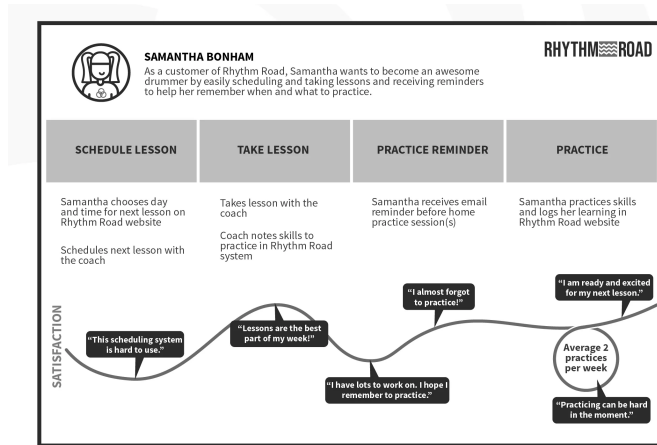 SAMANTHA BONHAM
As a customer of Rhythm Road, Samantha wants to become an awesome
drummer by easily scheduling and taking lessons and receiving reminders
to help her remember when and what to practice.
RHYTHM ROAD
SCHEDULE LESSON
TAKE LESSON
PRACTICE REMINDER
PRACTICE
Samantha chooses day
and time for next lesson on
Rhythm Road website
Schedules next lesson with
the coach
Takes lesson with the
coach
Coach notes skills to
practice in Rhythm Road
system
Samantha receives email
reminder before home
practice session(s)
Samantha practices skills
and logs her learning in
Rhythm Road website
SATISFACTION
“This scheduling system
is hard to use.”
“Lessons are the best
part of my week!”
“I have lots to work on. I hope I
remember to practice.”
“I almost forgot
to practice!”
“I am ready and excited
for my next lesson.”
Average 2
practices
per week
“Practicing can be hard
in the moment.”